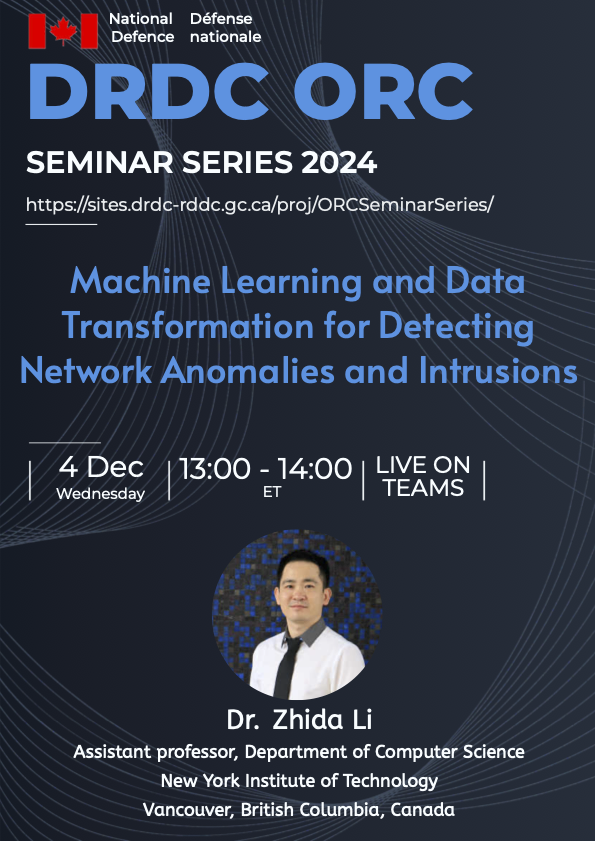 National Défense
Defence nationale
DRDC ORC
SEMINAR SERIES 2024
https://sites.drdc-rddc.gc.ca/proj/ORCSeminarSeries/
Machine Learning and Data
Transformation for Detecting
Network Anomalies and Intrusions
4 Dec
Wednesday
13:00 - 14:00
ET
LIVE ON
TEAMS
Dr. Zhida Li
Assistant professor, Department of Computer Science
New York Institute of Technology
Vancouver, British Columbia, Canada